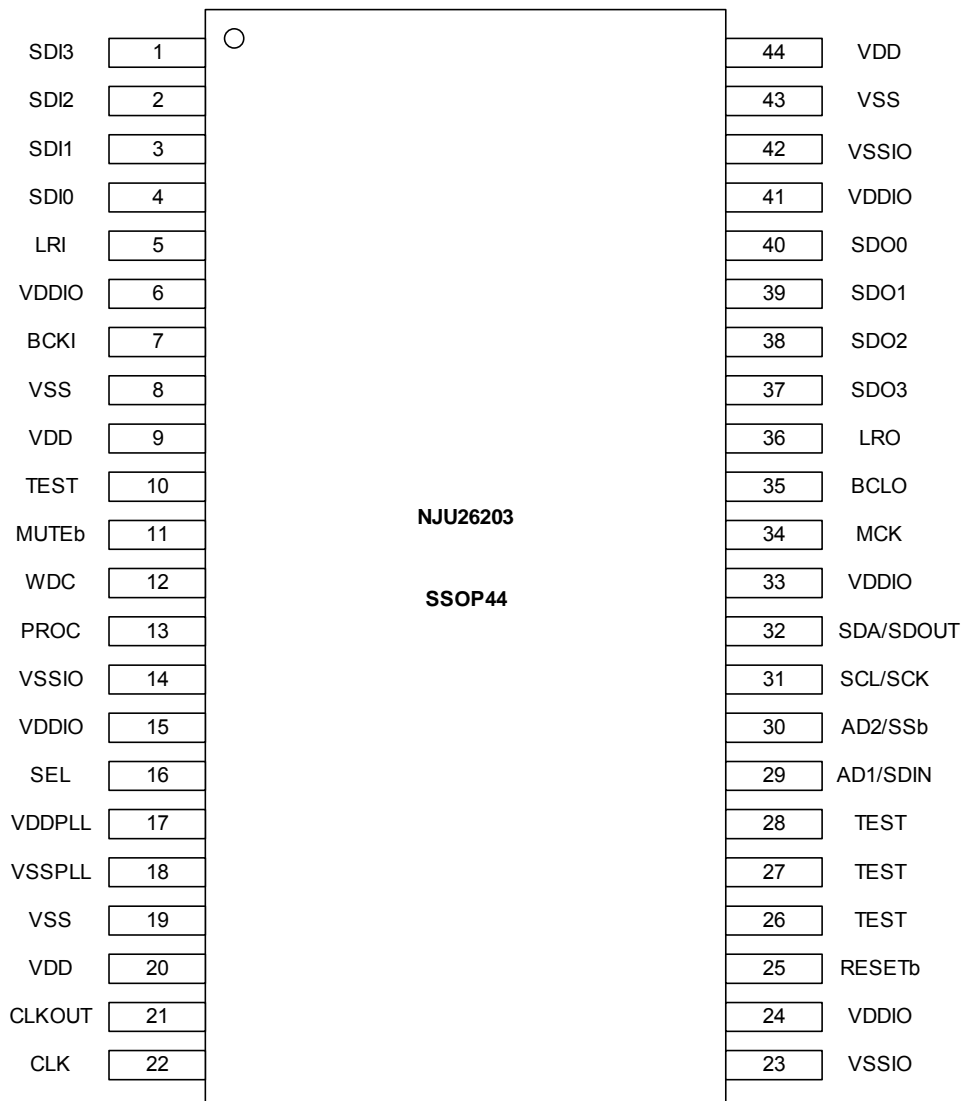 SDI3 1 44 VDD
SDI2 2 43 VSS
SDI1 3 42 VSSIO
SDI0 4 41 VDDIO
LRI 5 40 SDO0
VDDIO 6 39 SDO1
BCKI 7 38 SDO2
VSS 8 37 SDO3
VDD 9 36 LRO
TEST 10 35 BCLO
NJU26203
MUTEb 11 34 MCK
WDC 12 33 VDDIO
SSOP44
PROC 13 32 SDA/SDOUT
VSSIO 14 31 SCL/SCK
VDDIO 15 30 AD2/SSb
SEL 16 29 AD1/SDIN
VDDPLL 17 28 TEST
VSSPLL 18 27 TEST
VSS 19 26 TEST
VDD 20 25 RESETb
CLKOUT 21 24 VDDIO
CLK 22 23 VSSIO